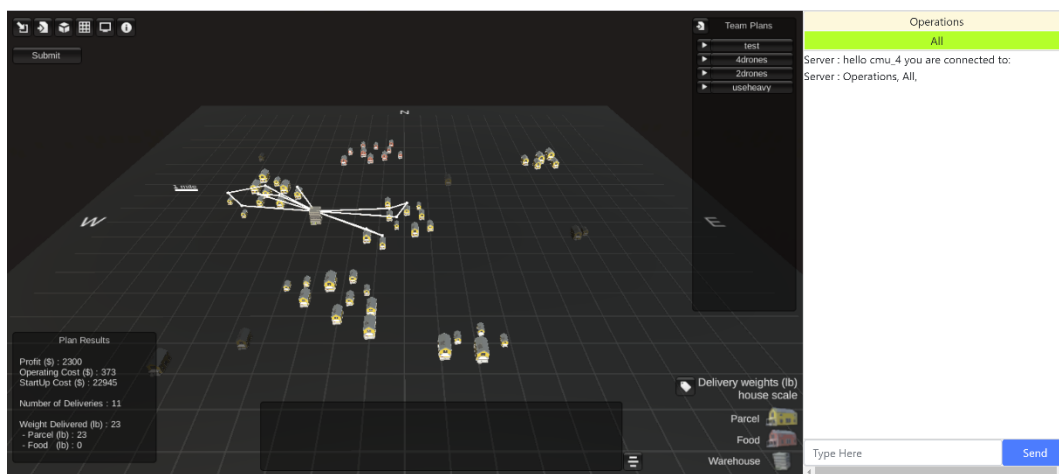 Submit
Team Plans
test
4drones
2drones
useheavy
N
W
E
Plan Results
Profit ($) : 2300
Operating Cost ($) : 373
StartUp Cost ($) : 22945
Number of Deliveries : 11
Weight Delivered (lb) : 23
- Parcel (lb) : 23
- Food (lb) : 0
Delivery weights (lb)
house scale
Parcel
Food
Warehouse
Operations
All
Server : hello cmu_4 you are connected to:
Server : Operations, All,
Type Here
Send